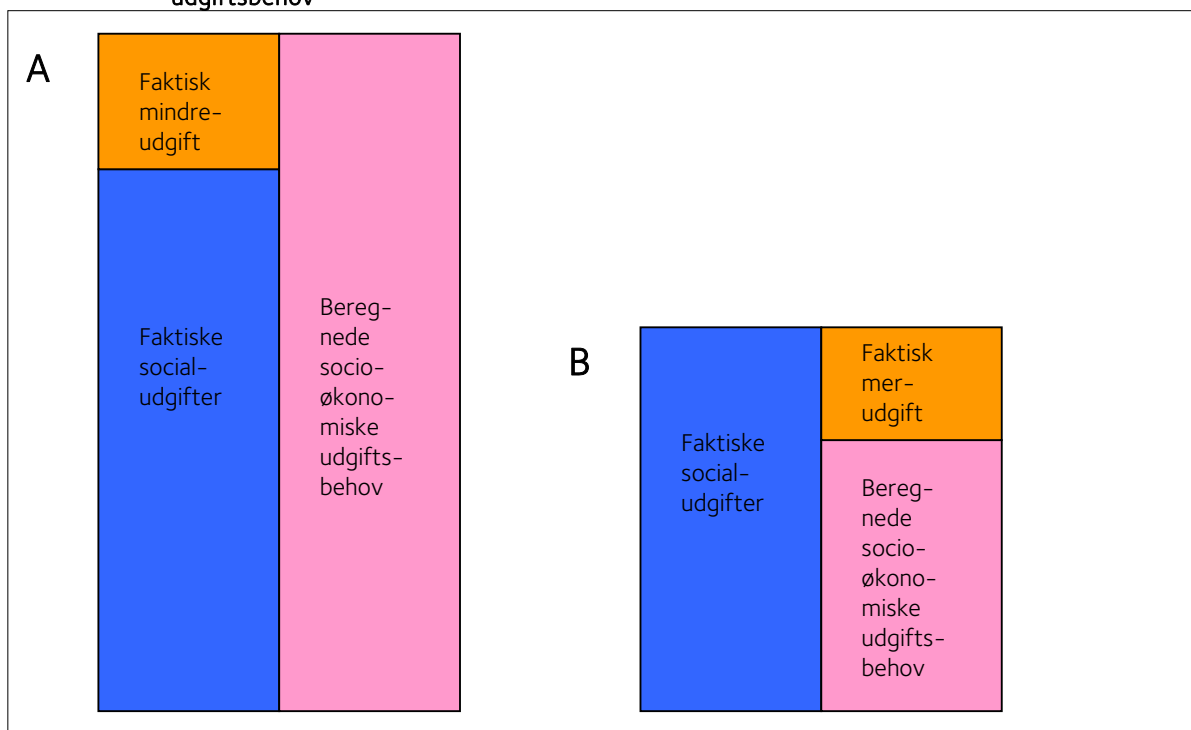 udgiftsbehov
A
Faktisk
mindre-
udgift
Faktiske
social-
udgifter
Bereg-
nede
socio-
økono-
miske
udgifts-
behov
B
Faktiske
social-
udgifter
Faktisk
mer-
udgift
Bereg-
nede
socio-
økono-
miske
udgifts-
behov